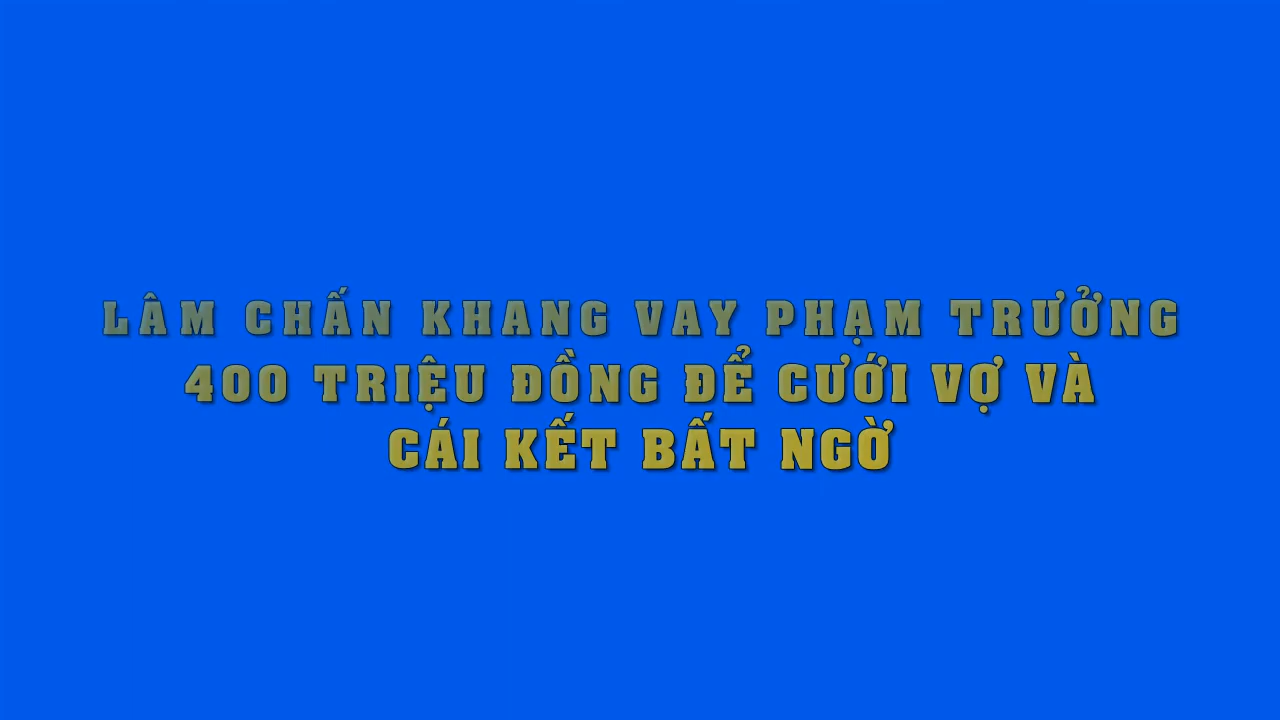 LÂM CHẤN KHANG VAY PHẠM TRƯỞNG
400 TRIỆU ĐỒNG ĐỂ CƯỚI VỢ VÀ
CÁI KẾT BẤT NGỜ